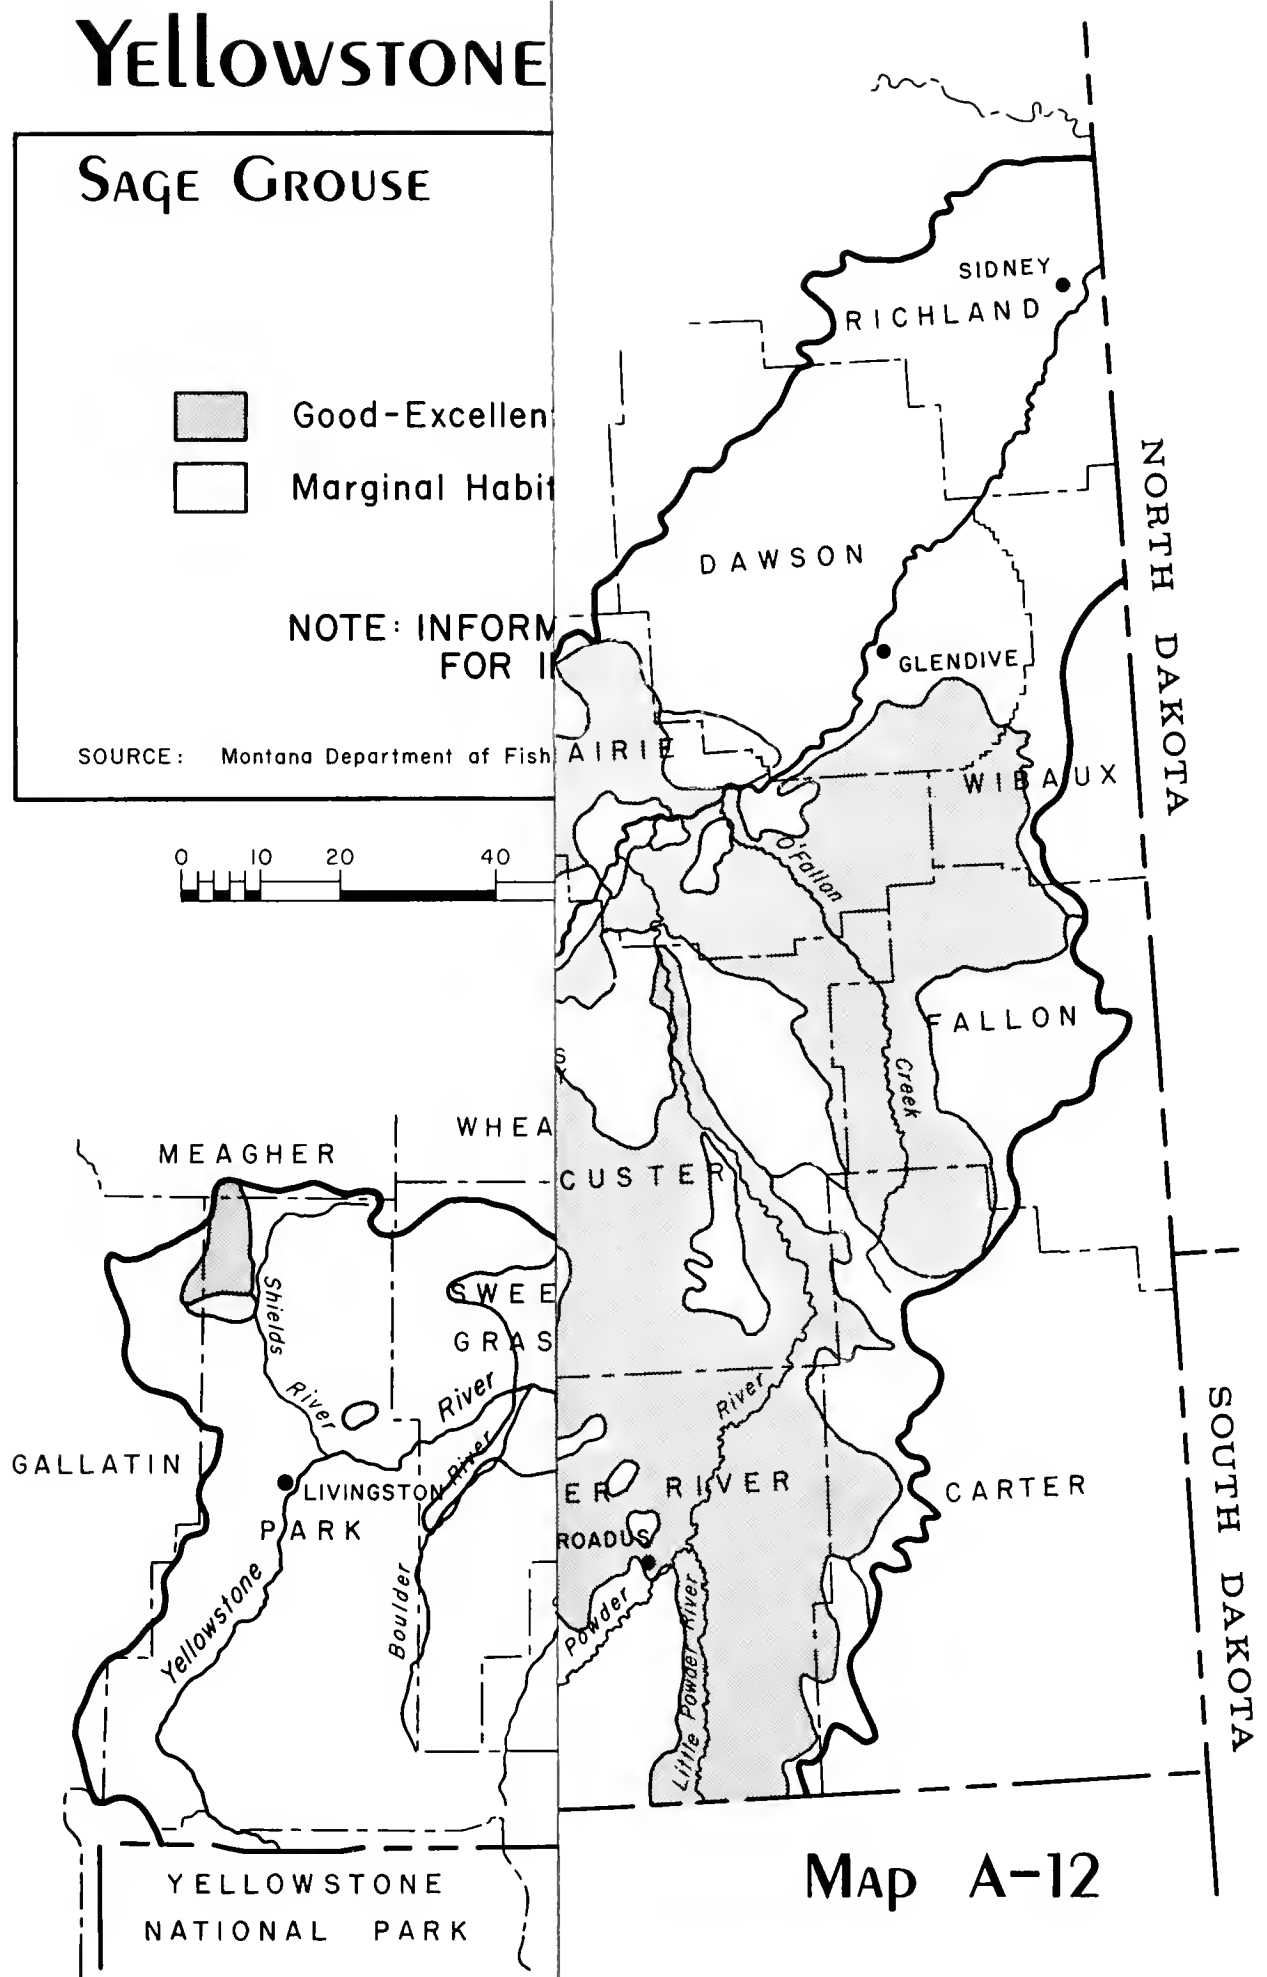 YEllOWSTONE
SAGE GROUSE
Good-Excellen
Marginal Habit
NOTE: INFORM
FOR I
SOURCE: Montana Department of Fish
0 10 20 40
SIDNEY
RICHLAND
NORTH DAKOTA
DAWSON
GLENDIVE
AIRIE
WIBAUX
O'Fallon
Creek
FALLON
MEAGHER
WHEA
CUSTER
SWEE
GRAS
Shields
River
River
River
River
GALLATIN
LIVINGSTON
PARK
ER RIVER
ROADUS
CARTER
SOUTH DAKOTA
Yellowstone
Boulder
Powder
Little Powder River
YELLOWSTONE
NATIONAL PARK
MAP A-12